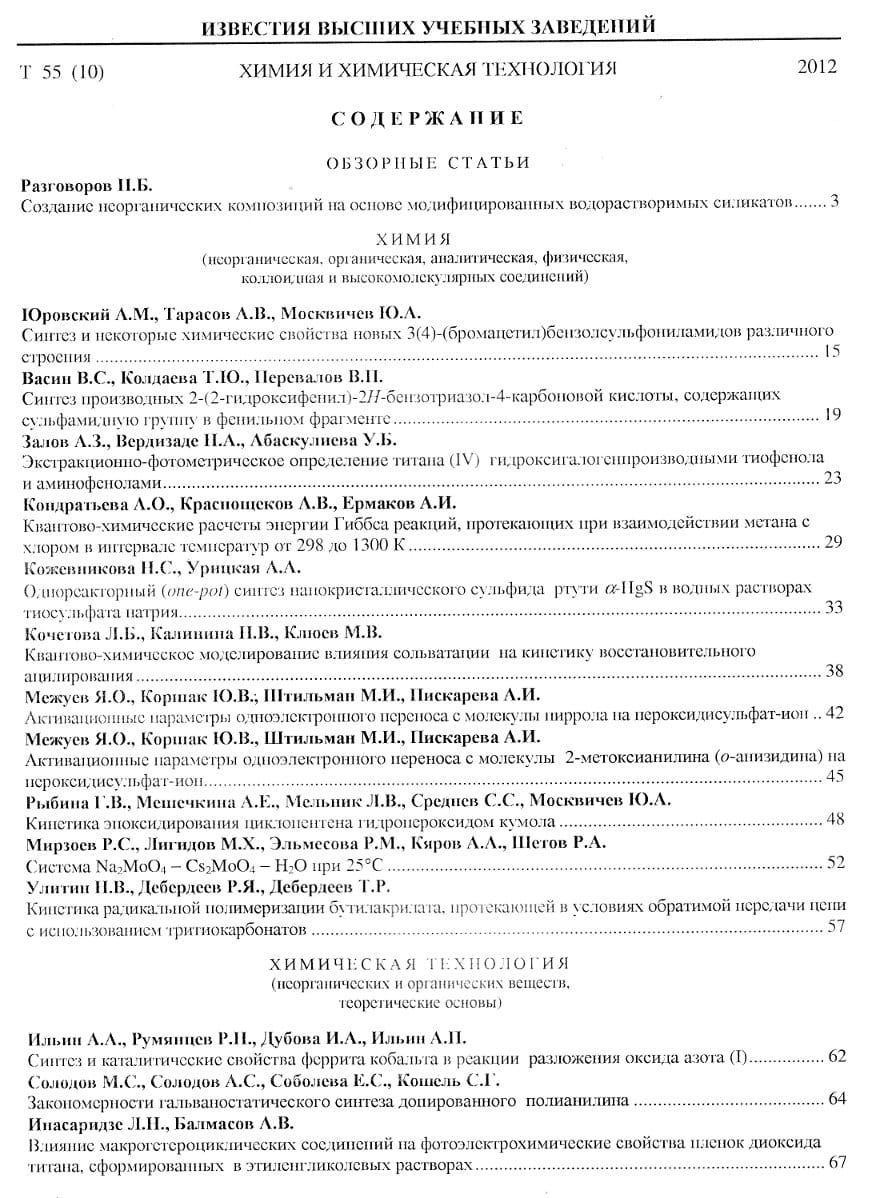 ИЗВЕСТИЯ ВЫСШИХ УЧЕБНЫХ ЗАВЕДЕНИЙ
Т 55 (10) ХИМИЯ И ХИМИЧЕСКАЯ ТЕХНОЛОГИЯ 2012
СОДЕРЖАНИЕ
ОБЗОРНЫЕ СТАТЬИ
Разговоров П.Б.
Создание неорганических композиций на основе модифицированных водорастворимых силикатов....... 3
ХИМИЯ
(неорганическая, органическая, аналитическая, физическая,
коллоидная и высокомолекулярных соединений)
Юровский А.М., Тарасов А.В., Москвичев Ю.А.
Синтез и некоторые химические свойства новых 3(4)-(бромацетил)бензолсульфониламидов различного
строения ........ 15
Васин В.С., Колдаева Т.Ю., Перевалов В.П.
Синтез производных 2-(2-гидроксифенил)-2Н-бензотриазол-4-карбоновой кислоты, содержащих
сульфамидную группу в фенильном фрагменте ........ 19
Залов А.З., Вердизаде Н.А., Абаскулиева У.Б.
Экстракционно-фотометрическое определение титана (IV) гидроксигалогенпроизводными тиофенола
и аминофенолами........ 23
Кондратьева А.О., Краснощеков А.В., Ермаков А.И.
Квантово-химические расчеты энергии Гиббса реакций, протекающих при взаимодействии метана с
хлором в интервале температур от 298 до 1300 К ........ 29
Кожевникова Н.С., Урицкая А.А.
Однореакторный (one-pot) синтез нанокристаллического сульфида ртути α-HgS в водных растворах
тиосульфата натрия........ 33
Кочетова Л.Б., Калинина Н.В., Клюев М.В.
Квантово-химическое моделирование влияния сольватации на кинетику восстановительного
ацилирования ........ 38
Межуев Я.О., Коршак Ю.В., Штильман М.И., Пискарева А.И.
Активационные параметры одноэлектронного переноса с молекулы пиррола на пероксидисульфат-ион .. 42
Межуев Я.О., Коршак Ю.В., Штильман М.И., Пискарева А.И.
Активационные параметры одноэлектронного переноса с молекулы 2-метоксианилина (о-анизидина) на
пероксидисульфат-ион........ 45
Рыбина Г.В., Мешечкина А.Е., Мельник Л.В., Среднев С.С., Москвичев Ю.А.
Кинетика эпоксидирования циклопентена гидропероксидом кумола ........ 48
Мирзоев Р.С., Лигидов М.Х., Эльмесова Р.М., Кяров А.А., Шетов Р.А.
Система Na₂MoO₄ – Cs₂MoO₄ – H₂O при 25°С ........ 52
Улитин Н.В., Дебердеев Р.Я., Дебердеев Т.Р.
Кинетика радикальной полимеризации бутилакрилата, протекающей в условиях обратимой передачи цепи
с использованием тритиокарбонатов ........ 57
ХИМИЧЕСКАЯ ТЕХНОЛОГИЯ
(неорганических и органических веществ,
теоретические основы)
Ильин А.А., Румянцев Р.Н., Дубова И.А., Ильин А.П.
Синтез и каталитические свойства феррита кобальта в реакции разложения оксида азота (I)........ 62
Солодов М.С., Солодов А.С., Соболева Е.С., Кошель С.Г.
Закономерности гальваностатического синтеза допированного полианилина ........ 64
Инасаридзе Л.Н., Балмасов А.В.
Влияние макрогетероциклических соединений на фотоэлектрохимические свойства пленок диоксида
титана, сформированных в этиленгликолевых растворах........ 67